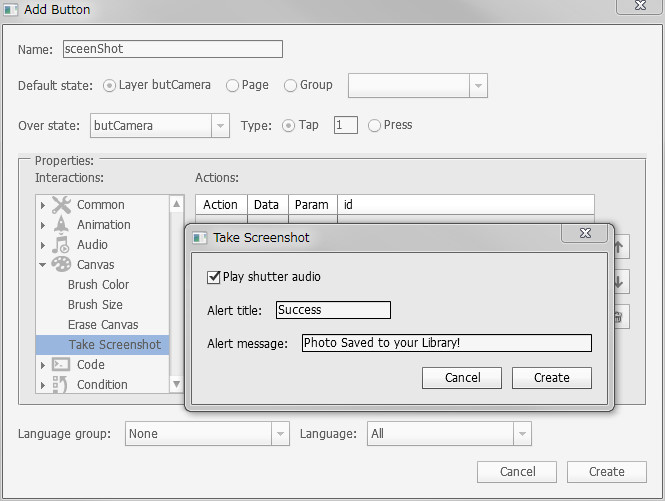 Add Button
Name: sceenShot
Default state: Layer butCamera Page Group
Over state: butCamera Type: Tap 1 Press
Properties:
Interactions: Actions:
Common
Animation
Audio
Canvas
Brush Color
Brush Size
Erase Canvas
Take Screenshot
Code
Condition
Action Data Param id
Take Screenshot
Play shutter audio
Alert title: Success
Alert message: Photo Saved to your Library!
Cancel Create
Language group: None Language: All
Cancel Create